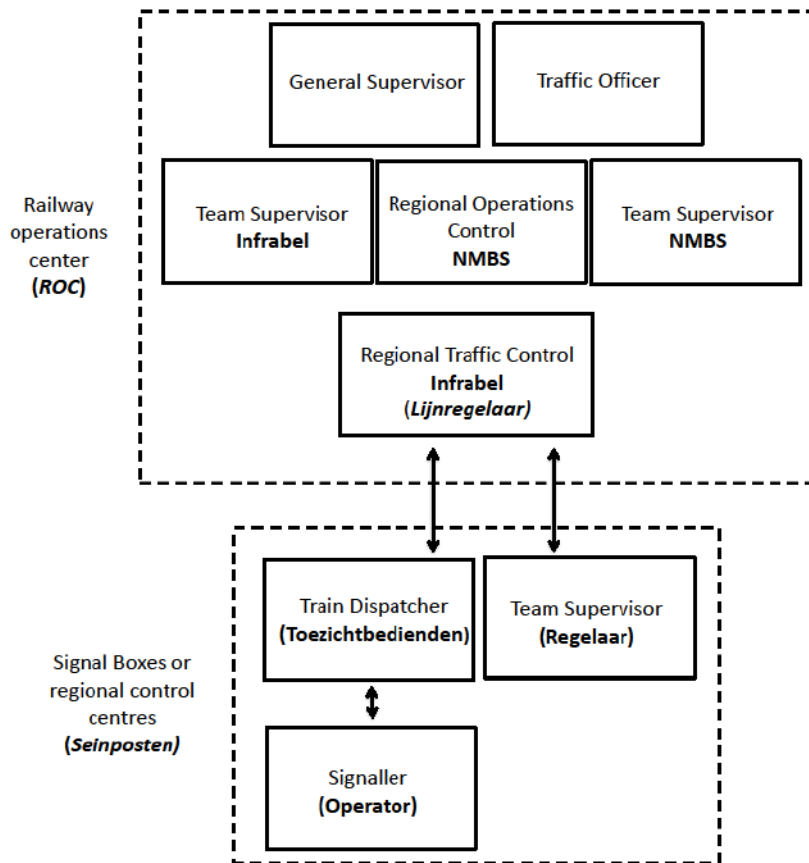 General Supervisor
Traffic Officer
Railway
operations
center
(ROC)
Team Supervisor
Infrabel
Regional Operations
Control
NMBS
Team Supervisor
NMBS
Regional Traffic Control
Infrabel
(Lijnregelaar)
Signal Boxes or
regional control
centres
(Seinposten)
Train Dispatcher
(Toezichtbedienden)
Team Supervisor
(Regelaar)
Signaller
(Operator)